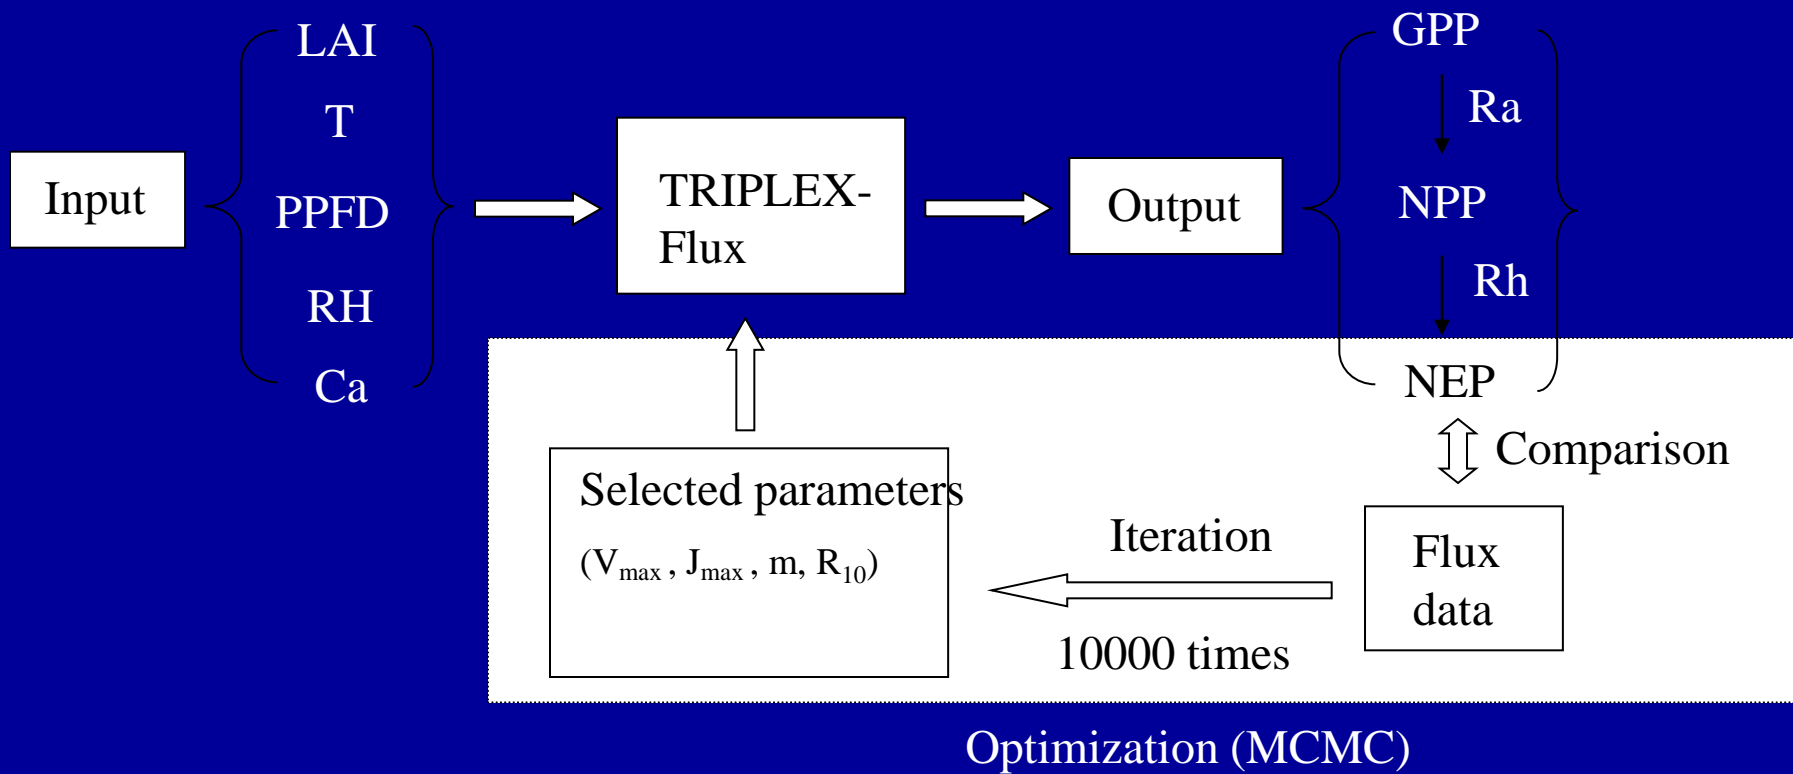 Input
LAI
T
PPFD
RH
Ca
TRIPLEX-
Flux
Output
GPP
Ra
NPP
Rh
NEP
Comparison
Flux
data
Iteration
10000 times
Selected parameters
(Vmax , Jmax , m, R10)
Optimization (MCMC)